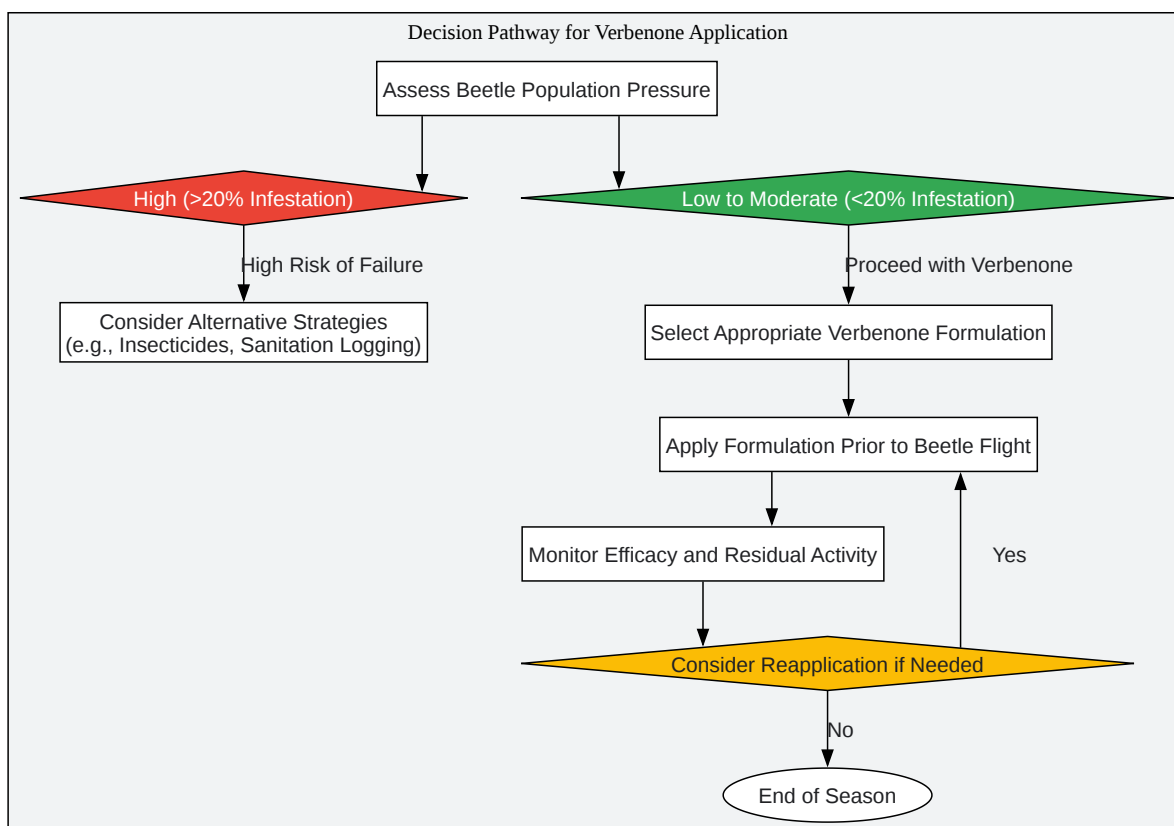 Decision Pathway for Verbenone Application
Assess Beetle Population Pressure
High (>20% Infestation)
Low to Moderate (<20% Infestation)
High Risk of Failure
Proceed with Verbenone
Consider Alternative Strategies
(e.g., Insecticides, Sanitation Logging)
Select Appropriate Verbenone Formulation
Apply Formulation Prior to Beetle Flight
Monitor Efficacy and Residual Activity
Yes
Consider Reapplication if Needed
No
End of Season